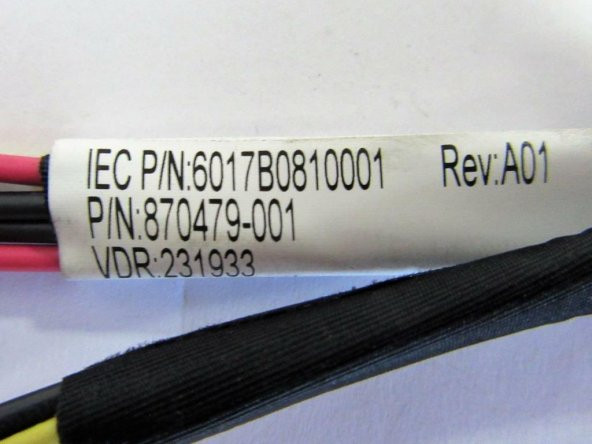 IEC P/N:6017B0810001 Rev:A01
P/N:870479-001
VDR:231933